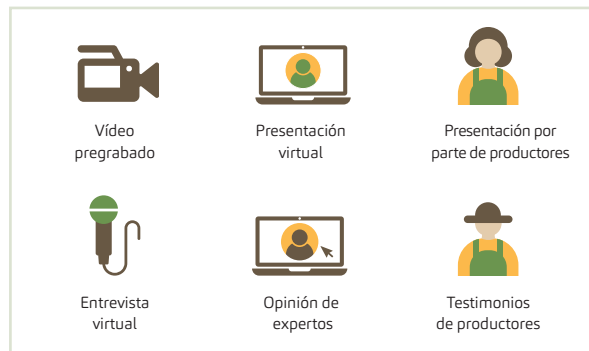 Vídeo
pregrabado
Presentación
virtual
Presentación por
parte de productores
Entrevista
virtual
Opinión de
expertos
Testimonios
de productores